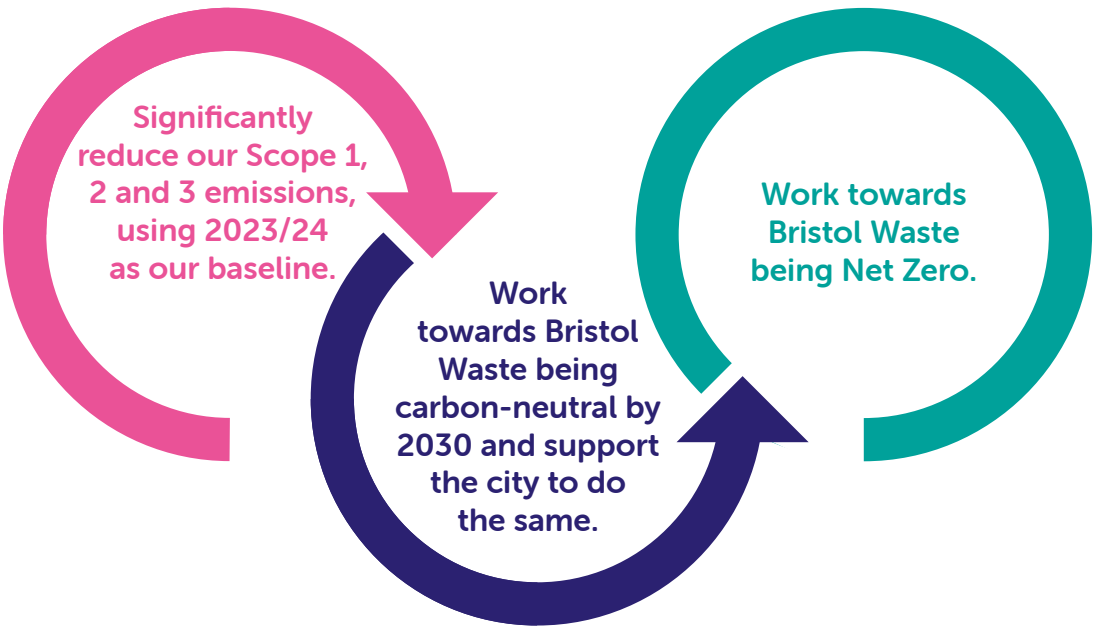 Significantly
reduce our Scope 1,
2 and 3 emissions,
using 2023/24
as our baseline.
Work
towards Bristol
Waste being
carbon-neutral by
2030 and support
the city to do
the same.
Work towards
Bristol Waste
being Net Zero.